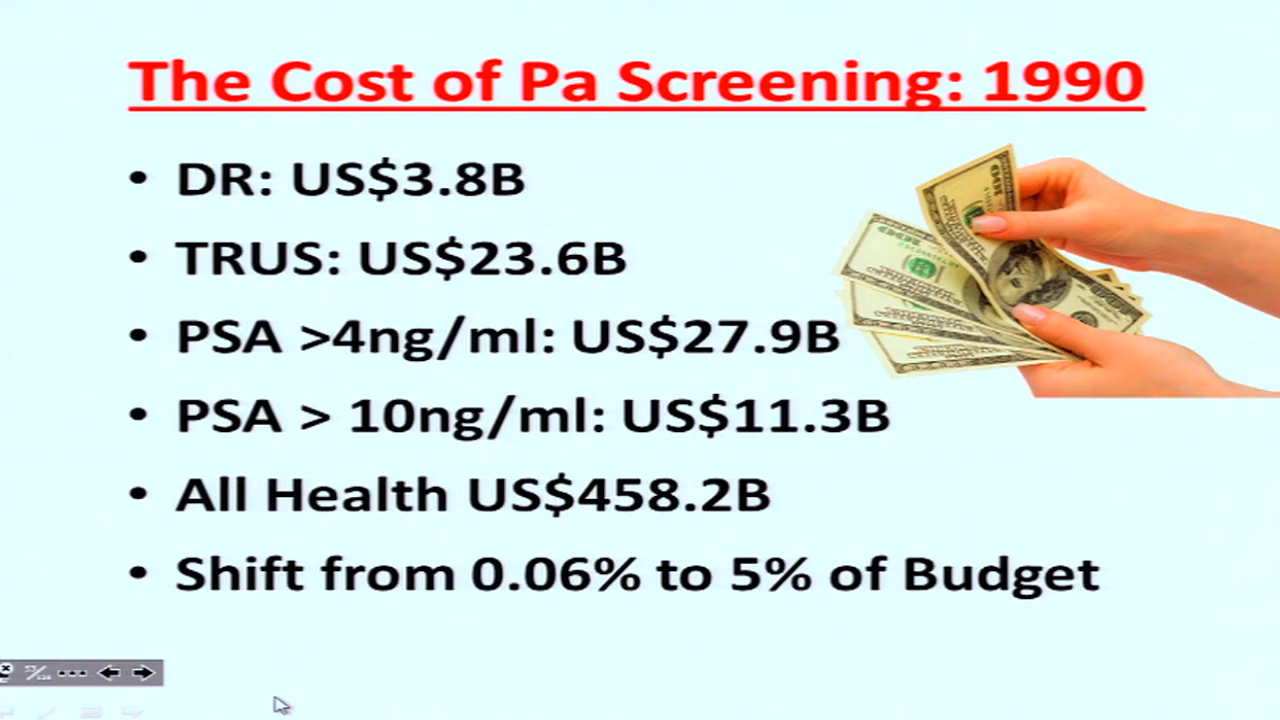 The Cost of Pa Screening: 1990
• DR: US$3.8B
• TRUS: US$23.6B
• PSA >4ng/ml: US$27.9B
• PSA > 10ng/ml: US$11.3B
• All Health US$458.2B
• Shift from 0.06% to 5% of Budget